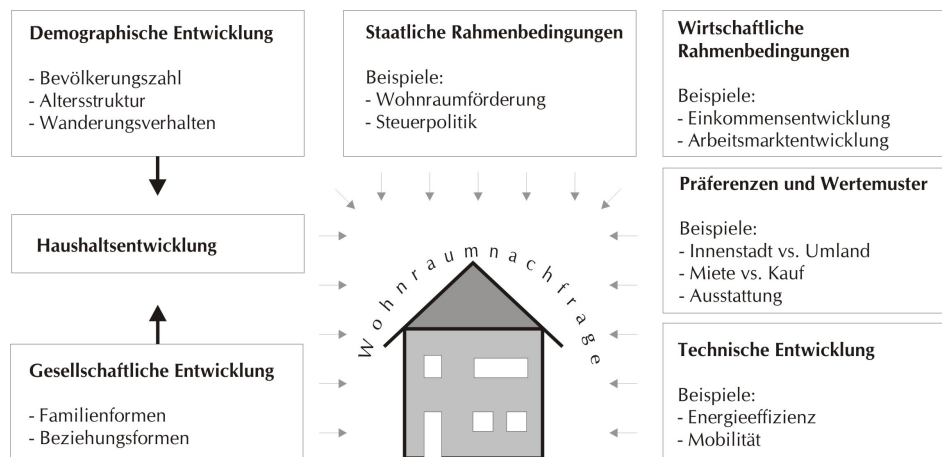 Demographische Entwicklung
- Bevölkerungszahl
- Altersstruktur
- Wanderungsverhalten
Haushaltsentwicklung
Gesellschaftliche Entwicklung
- Familienformen
- Beziehungsformen
Staatliche Rahmenbedingungen
Beispiele:
- Wohnraumförderung
- Steuerpolitik
Wohnraumnachfrage
Wirtschaftliche
Rahmenbedingungen
Beispiele:
- Einkommensentwicklung
- Arbeitsmarktentwicklung
Präferenzen und Wertemuster
Beispiele:
- Innenstadt vs. Umland
- Miete vs. Kauf
- Ausstattung
Technische Entwicklung
Beispiele:
- Energieeffizienz
- Mobilität